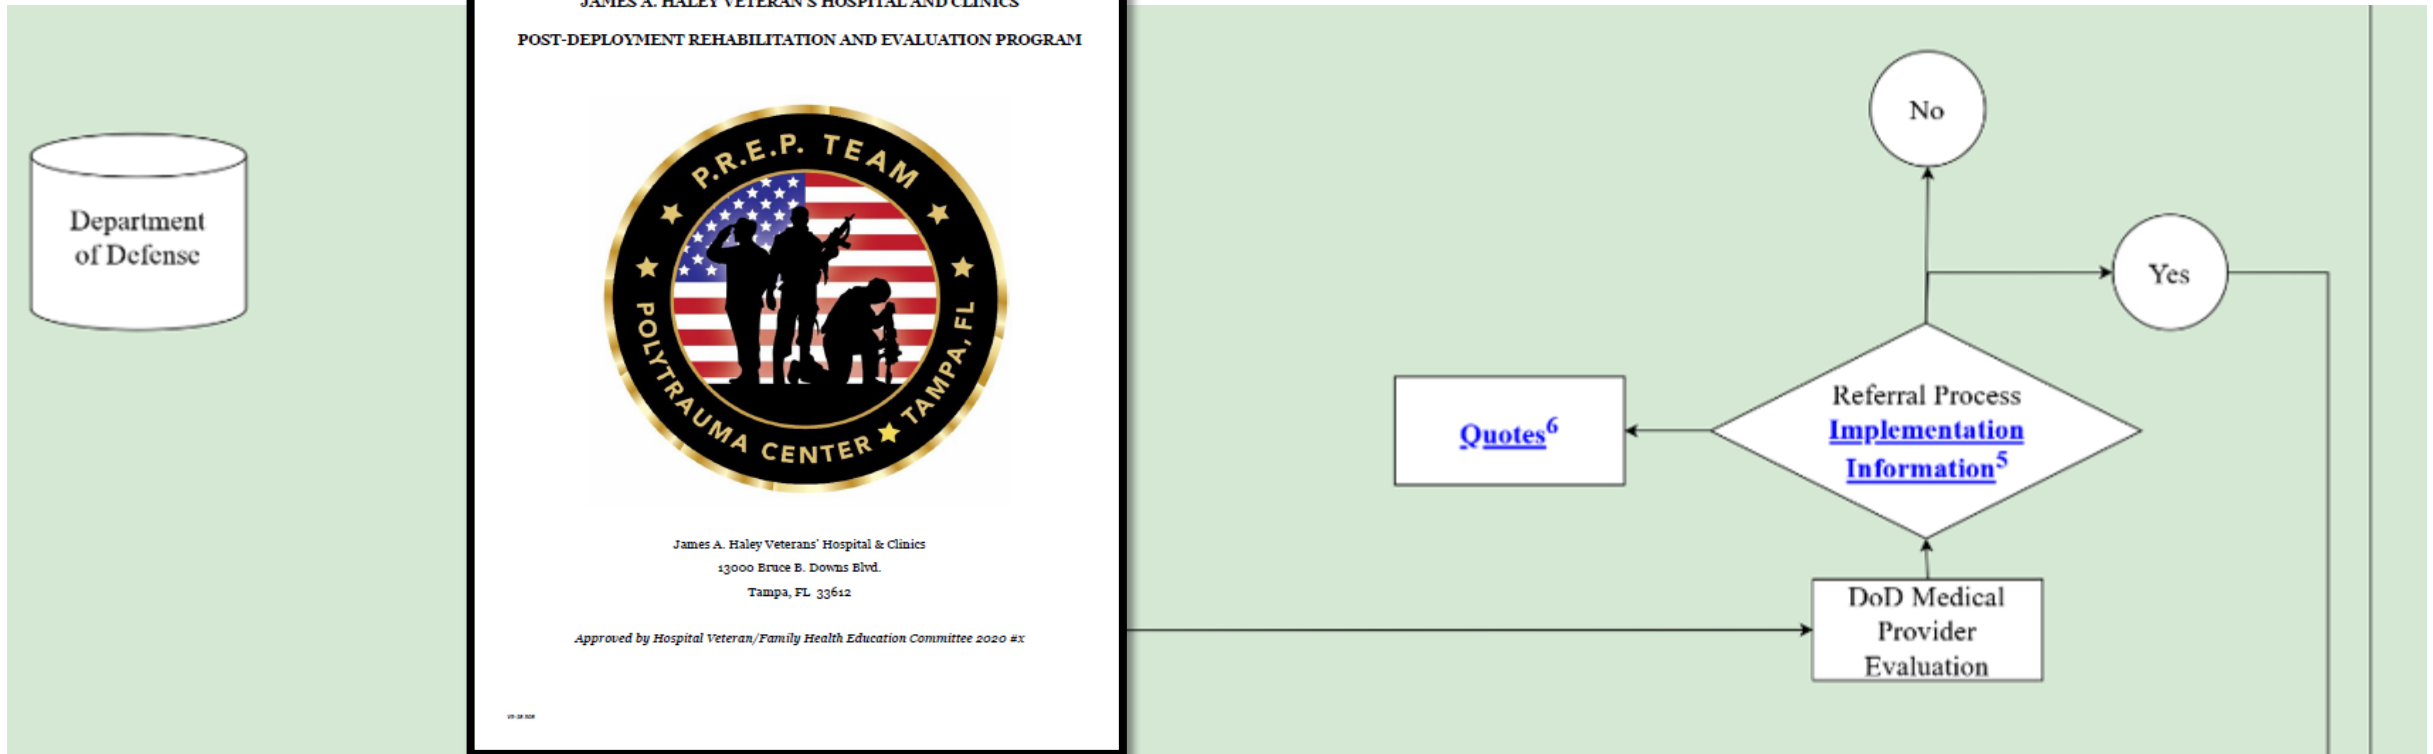 Department
of Defense
JAMES A. HALEY VETERAN'S HOSPITAL AND CLINICS
POST-DEPLOYMENT REHABILITATION AND EVALUATION PROGRAM
P.R.E.P. TEAM
POLYTRAUMA CENTER ★ TAMPA, FL
James A. Haley Veterans' Hospital & Clinics
13000 Bruce B. Downs Blvd.
Tampa, FL 33612
Approved by Hospital Veteran/Family Health Education Committee 2020 #x
No
Yes
Referral Process
Implementation
Information5
Quotes6
DoD Medical
Provider
Evaluation